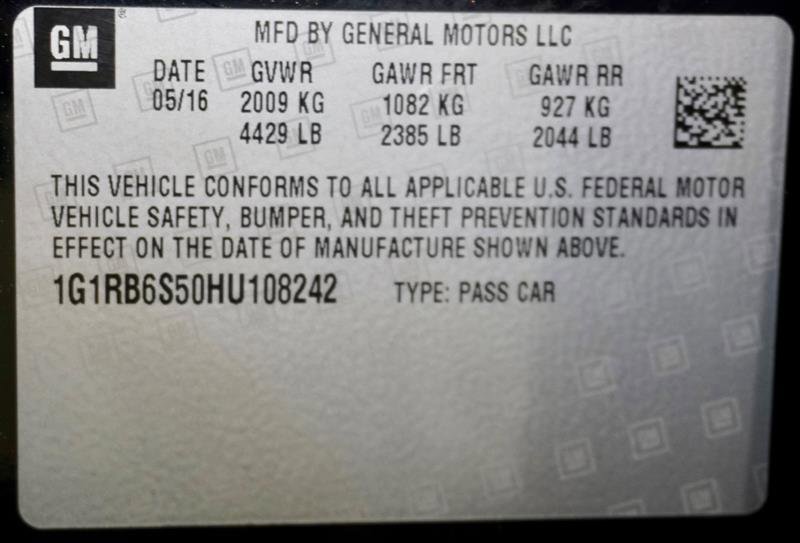 GM
MFD BY GENERAL MOTORS LLC
DATE GVWR GAWR FRT GAWR RR
05/16 2009 KG 1082 KG 927 KG
4429 LB 2385 LB 2044 LB
THIS VEHICLE CONFORMS TO ALL APPLICABLE U.S. FEDERAL MOTOR
VEHICLE SAFETY, BUMPER, AND THEFT PREVENTION STANDARDS IN
EFFECT ON THE DATE OF MANUFACTURE SHOWN ABOVE.
1G1RB6S50HU108242 TYPE: PASS CAR